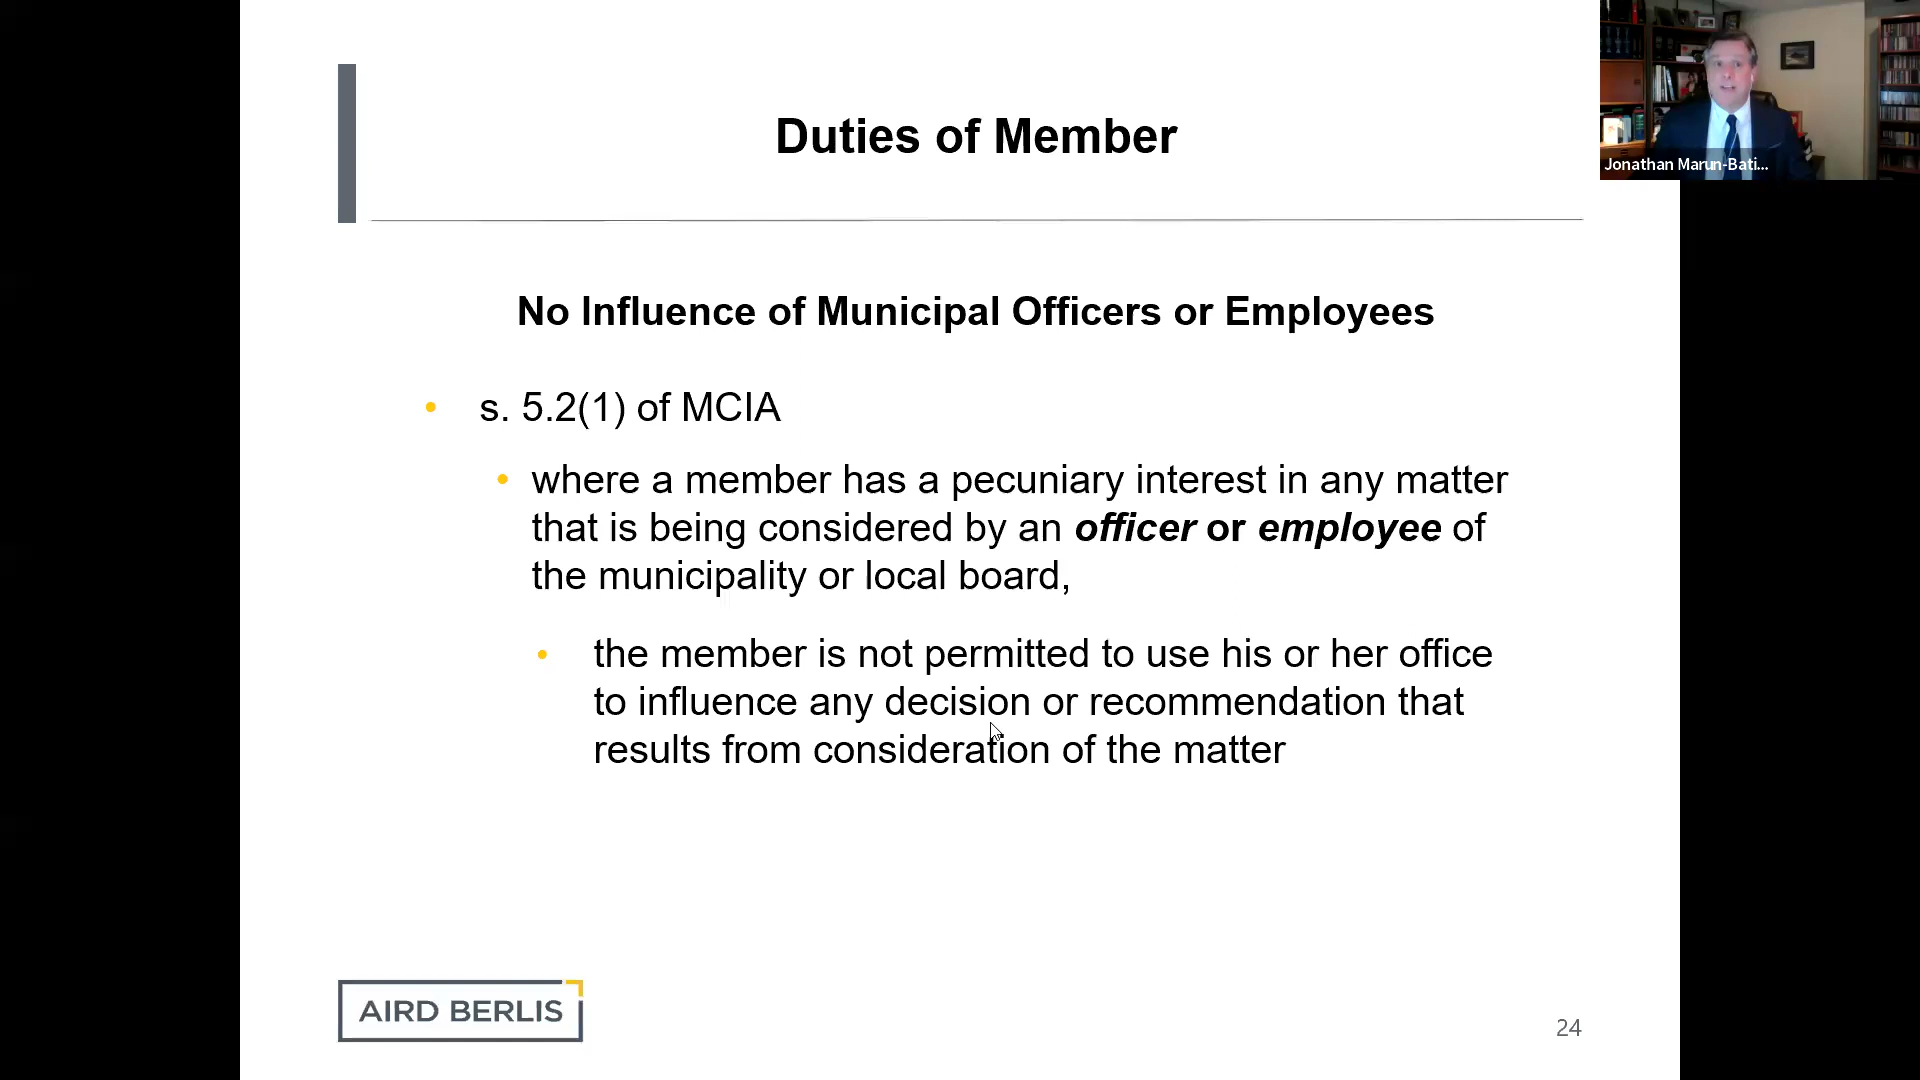 Duties of Member
Jonathan Marun-Bati...
No Influence of Municipal Officers or Employees
• s. 5.2(1) of MCIA
• where a member has a pecuniary interest in any matter
that is being considered by an officer or employee of
the municipality or local board,
• the member is not permitted to use his or her office
to influence any decision or recommendation that
results from consideration of the matter
AIRD BERLIS
24